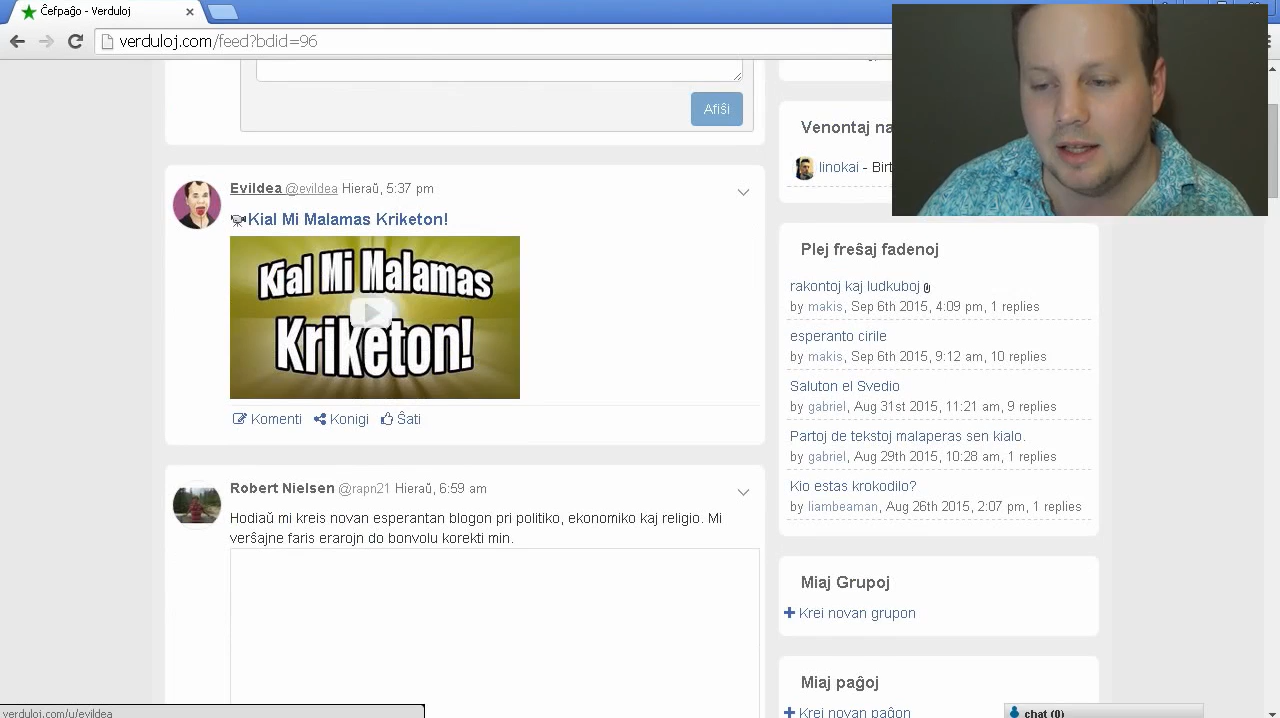 Ĉefpaĝo - Verduloj
verduloj.com/feed?bdid=96
Afiŝi
Evildea @evildea Hieraŭ, 5:37 pm
Kial Mi Malamas Kriketon!
Kial Mi Malamas
Kriketon!
Komenti Konigi Ŝati
Robert Nielsen @rapn21 Hieraŭ, 6:59 am
Hodiaŭ mi kreis novan esperantan blogon pri politiko, ekonomiko kaj religio. Mi
verŝajne faris erarojn do bonvolu korekti min.
Venontaj na
linokai - Birt
Plej freŝaj fadenoj
rakontoj kaj ludkuboj
by makis, Sep 6th 2015, 4:09 pm, 1 replies
esperanto cirile
by makis, Sep 6th 2015, 9:12 am, 10 replies
Saluton el Svedio
by gabriel, Aug 31st 2015, 11:21 am, 9 replies
Partoj de tekstoj malaperas sen kialo.
by gabriel, Aug 29th 2015, 10:28 am, 1 replies
Kio estas krokodilo?
by liambeaman, Aug 26th 2015, 2:07 pm, 1 replies
Miaj Grupoj
Krei novan grupon
Miaj paĝoj
Krei novan paĝon
chat (0)
verduloj.com/u/evildea